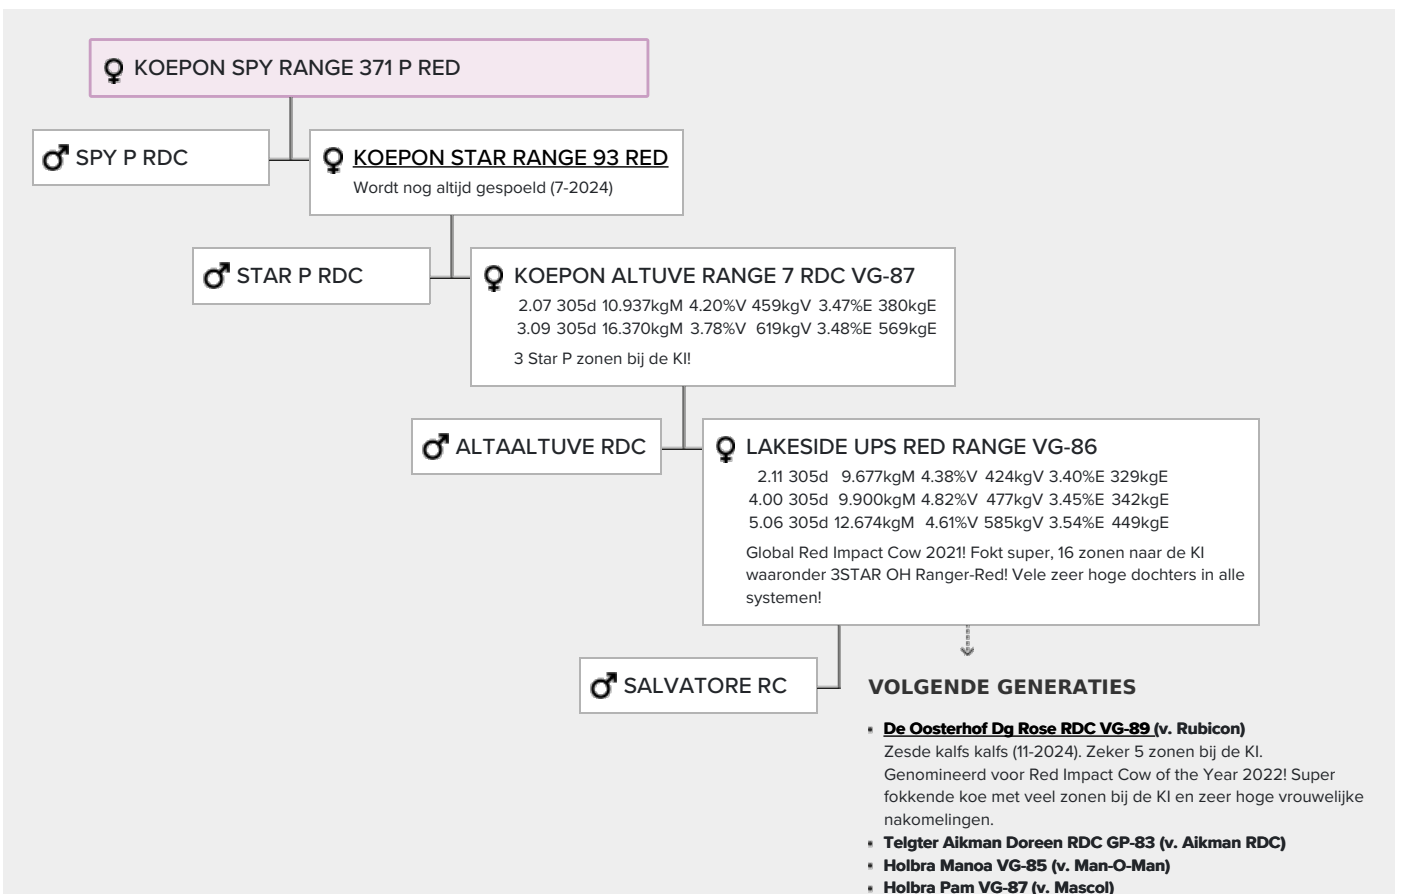 KOEPON SPY RANGE 371 P RED
SPY P RDC
KOEPON STAR RANGE 93 RED
Wordt nog altijd gespoeld (7-2024)
STAR P RDC
KOEPON ALTUVE RANGE 7 RDC VG-87
2.07 305d 10.937kgM 4.20%V 459kgV 3.47%E 380kgE
3.09 305d 16.370kgM 3.78%V 619kgV 3.48%E 569kgE
3 Star P zonen bij de KI!
ALTAALTUVE RDC
LAKESIDE UPS RED RANGE VG-86
2.11 305d 9.677kgM 4.38%V 424kgV 3.40%E 329kgE
4.00 305d 9.900kgM 4.82%V 477kgV 3.45%E 342kgE
5.06 305d 12.674kgM 4.61%V 585kgV 3.54%E 449kgE
Global Red Impact Cow 2021! Fokt super, 16 zonen naar de KI
waaronder 3STAR OH Ranger-Red! Vele zeer hoge dochters in alle
systemen!
SALVATORE RC
VOLGENDE GENERATIES
De Oosterhof Dg Rose RDC VG-89 (v. Rubicon)
Zesde kalfs kalfs (11-2024). Zeker 5 zonen bij de KI.
Genomineerd voor Red Impact Cow of the Year 2022! Super
fokkende koe met veel zonen bij de KI en zeer hoge vrouwelijke
nakomelingen.
Telgter Aikman Doreen RDC GP-83 (v. Aikman RDC)
Holbra Manoa VG-85 (v. Man-O-Man)
Holbra Pam VG-87 (v. Mascol)